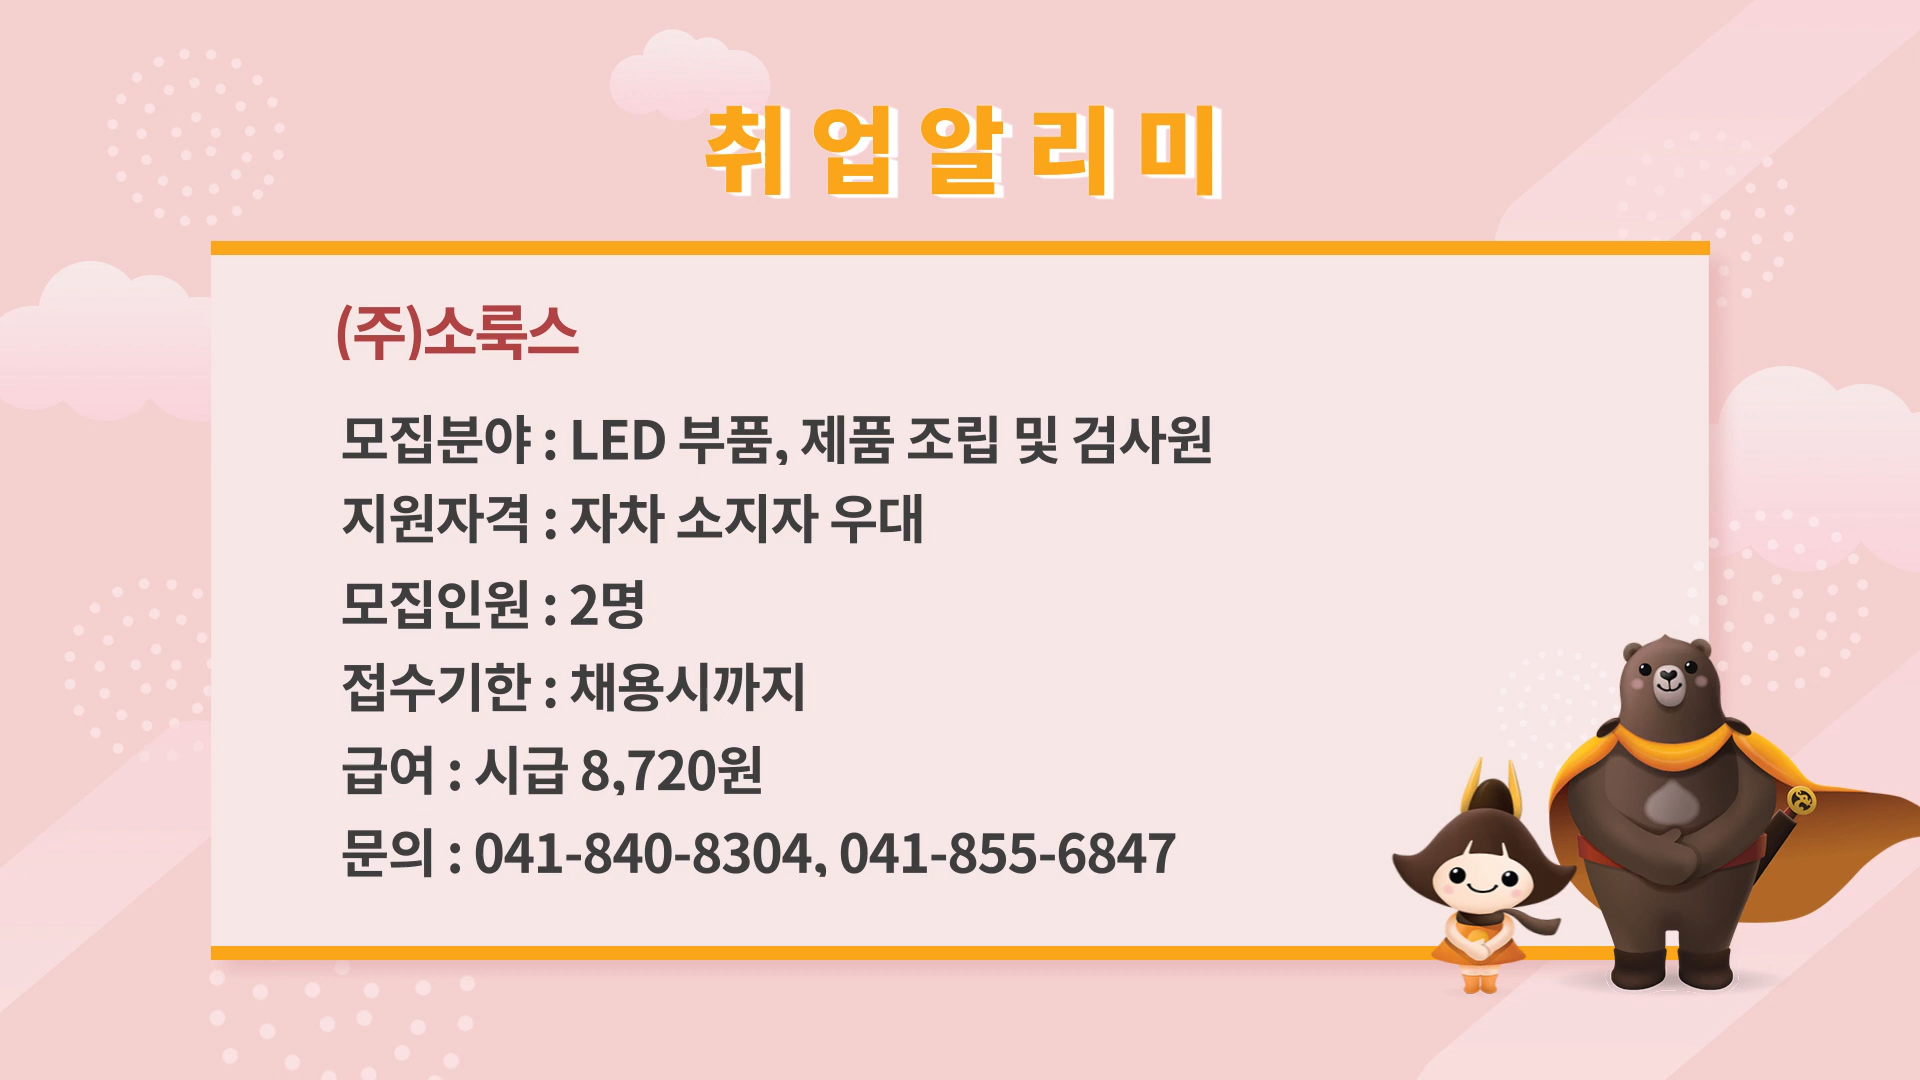 취업알리미
(주)소룩스
모집분야 : LED 부품, 제품 조립 및 검사원
지원자격 : 자차 소지자 우대
모집인원 : 2명
접수기한 : 채용시까지
급여 : 시급 8,720원
문의 : 041-840-8304, 041-855-6847